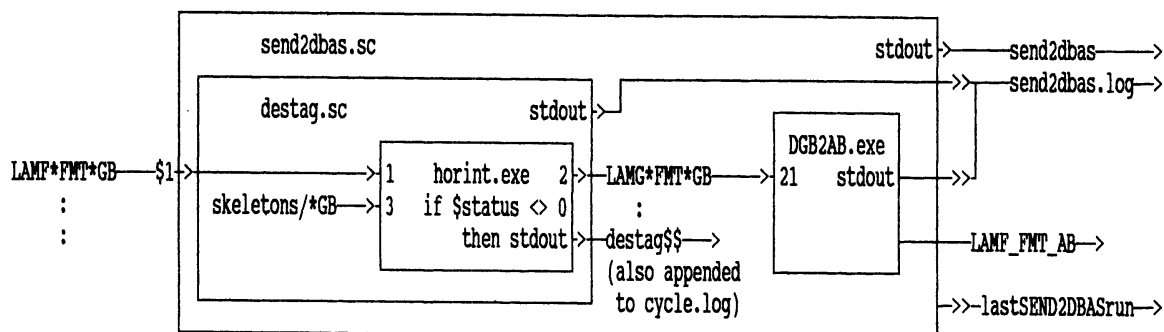 send2dbas.sc stdout send2dbas
destag.sc stdout send2dbas.log
DGB2AB.exe
LAMF*FMT*GB $1 1 horint.exe 2 LAMG*FMT*GB 21 stdout
: skeletons/*GB 3 if $status <> 0 :
: then stdout destag$$ LAMF_FMT_AB
(also appended
to cycle.log) lastSEND2DBASrun